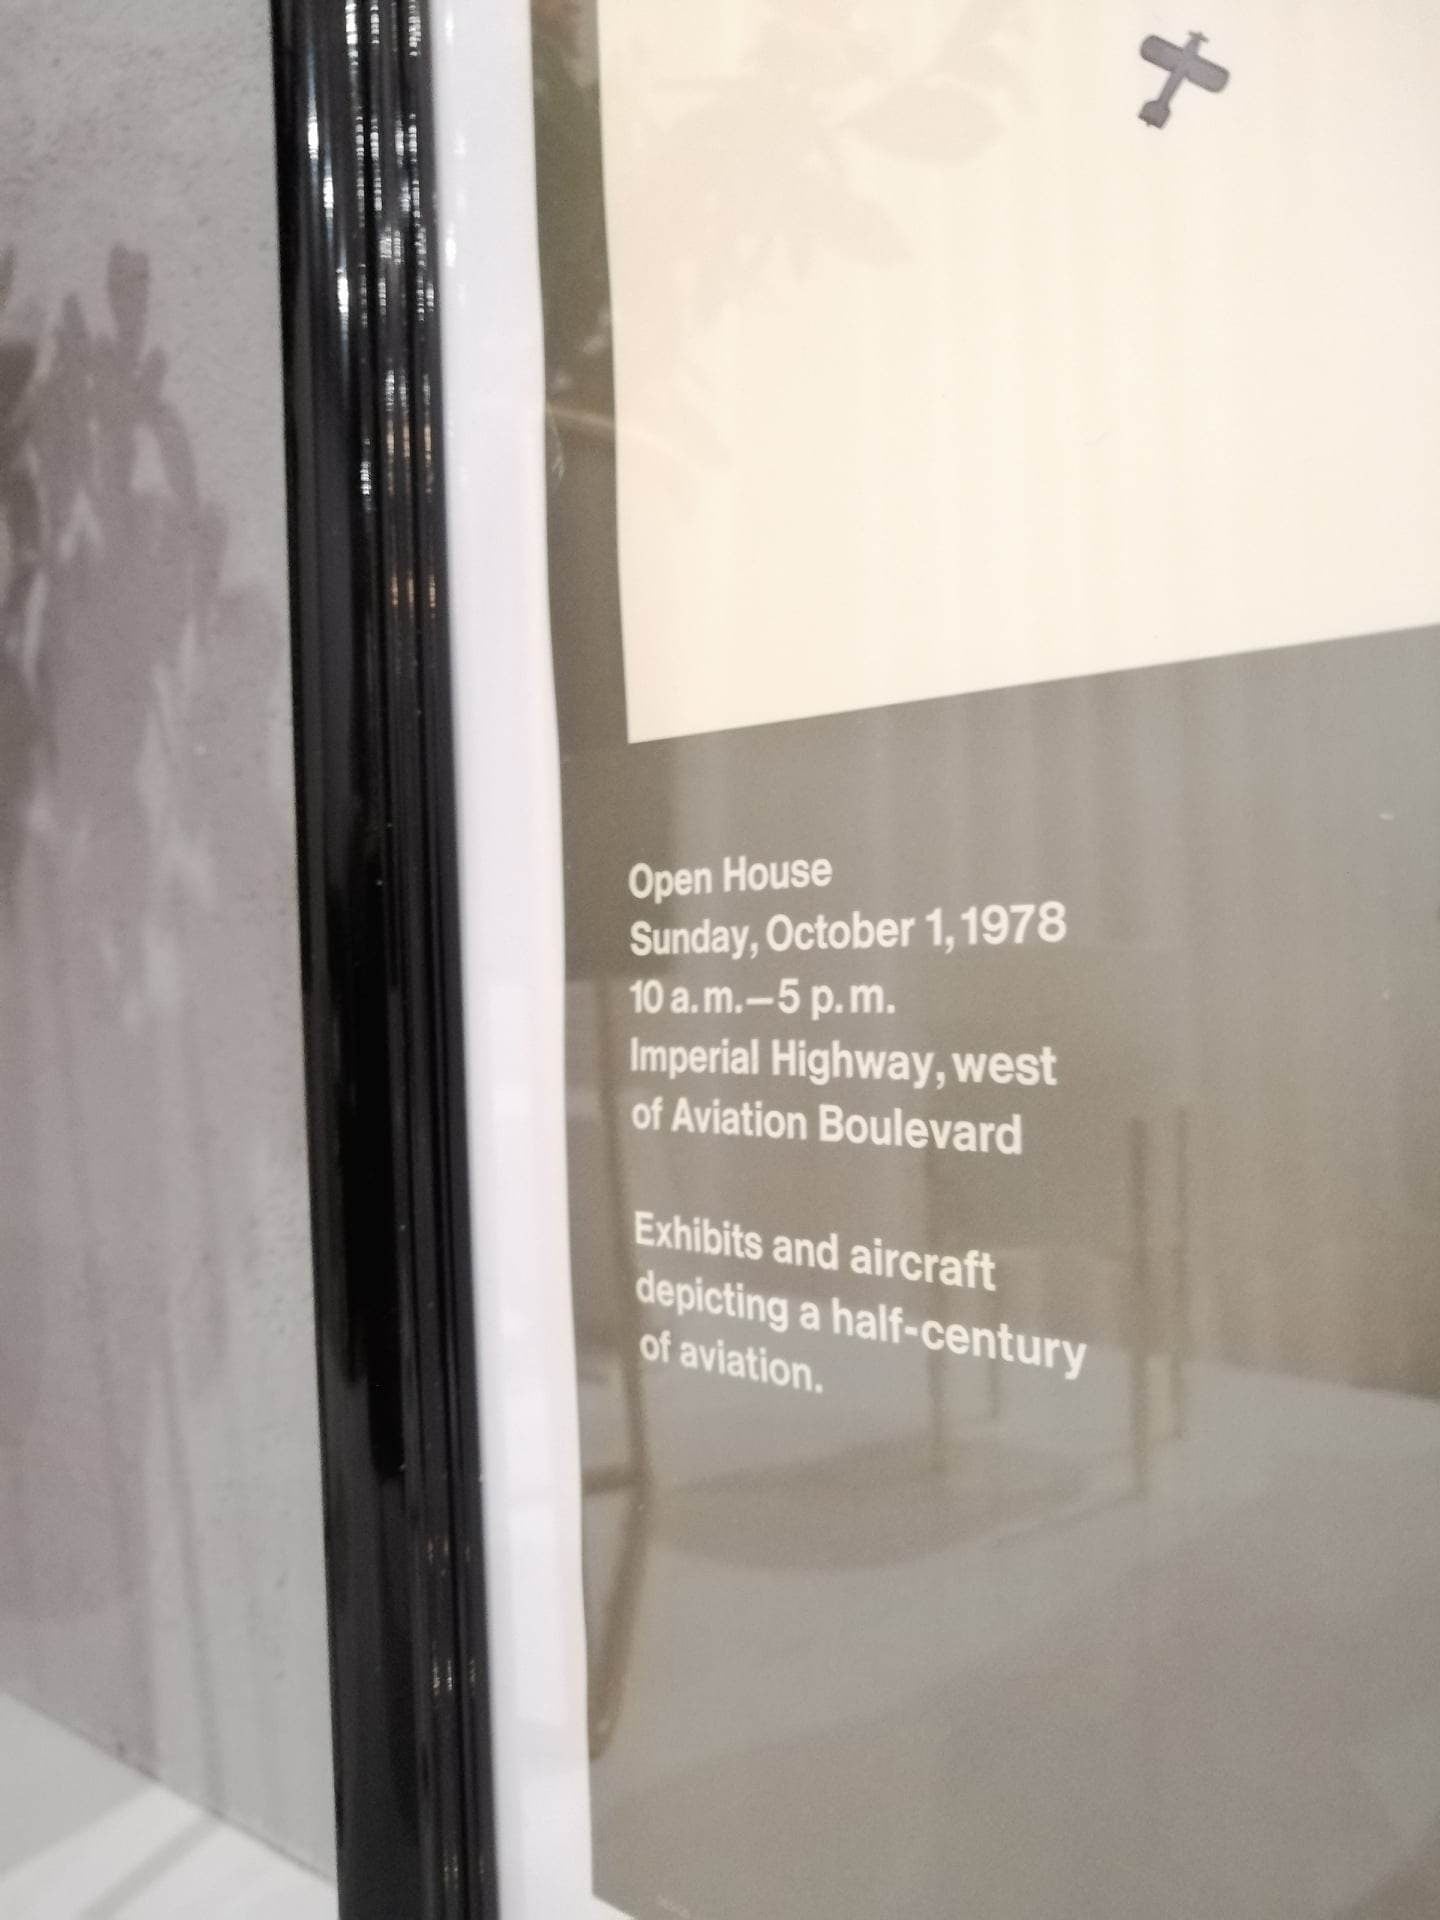 Open House
Sunday, October 1, 1978
10 a.m.—5 p.m.
Imperial Highway, west
of Aviation Boulevard
Exhibits and aircraft
depicting a half-century
of aviation.